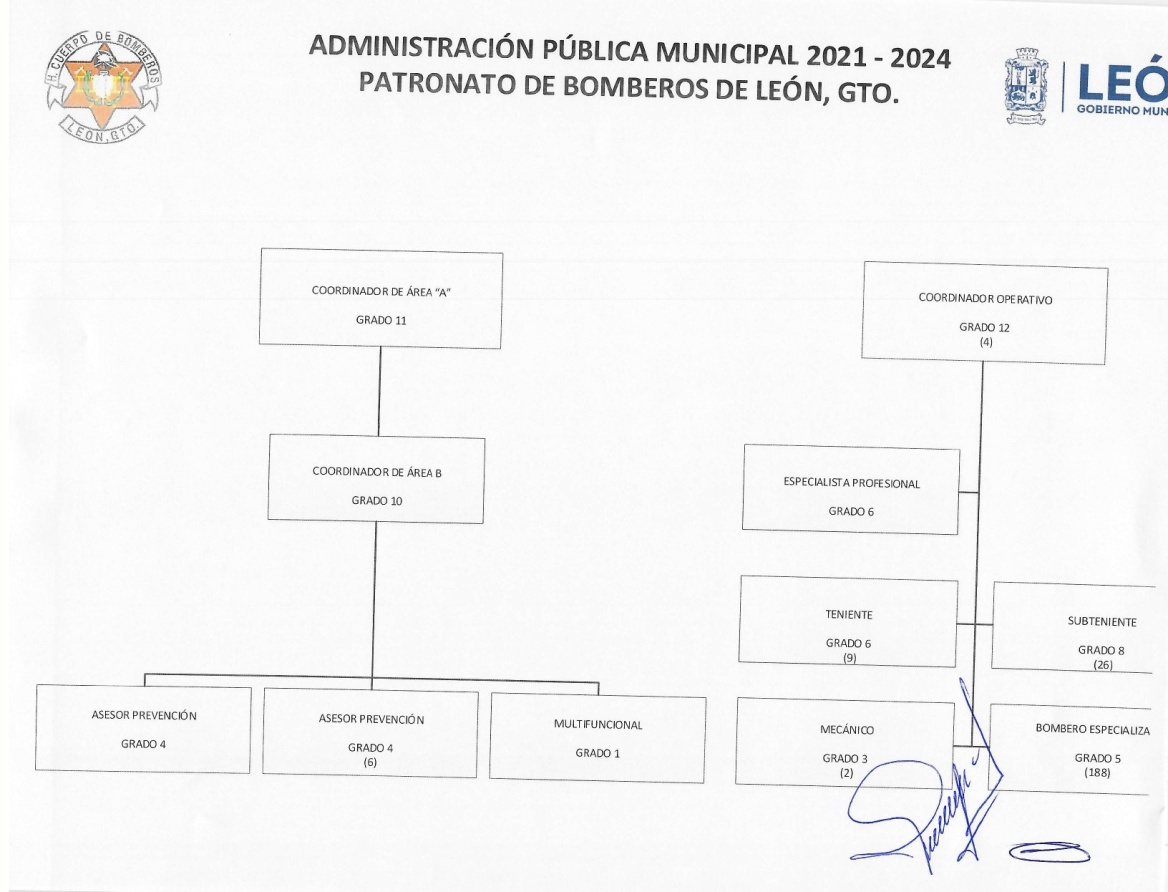 H. CUERPO DE BOMBEROS
LEON, GTO.
ADMINISTRACIÓN PÚBLICA MUNICIPAL 2021 - 2024
PATRONATO DE BOMBEROS DE LEÓN, GTO.
LEÓ
GOBIERNO MUN
COORDINADOR DE ÁREA "A"
GRADO 11
COORDINADOR DE ÁREA B
GRADO 10
ASESOR PREVENCIÓN
GRADO 4
ASESOR PREVENCIÓN
GRADO 4
(6)
MULTIFUNCIONAL
GRADO 1
COORDINADOR OPERATIVO
GRADO 12
(4)
ESPECIALISTA PROFESIONAL
GRADO 6
TENIENTE
GRADO 6
(9)
SUBTENIENTE
GRADO 8
(26)
MECÁNICO
GRADO 3
(2)
BOMBERO ESPECIALIZA
GRADO 5
(188)